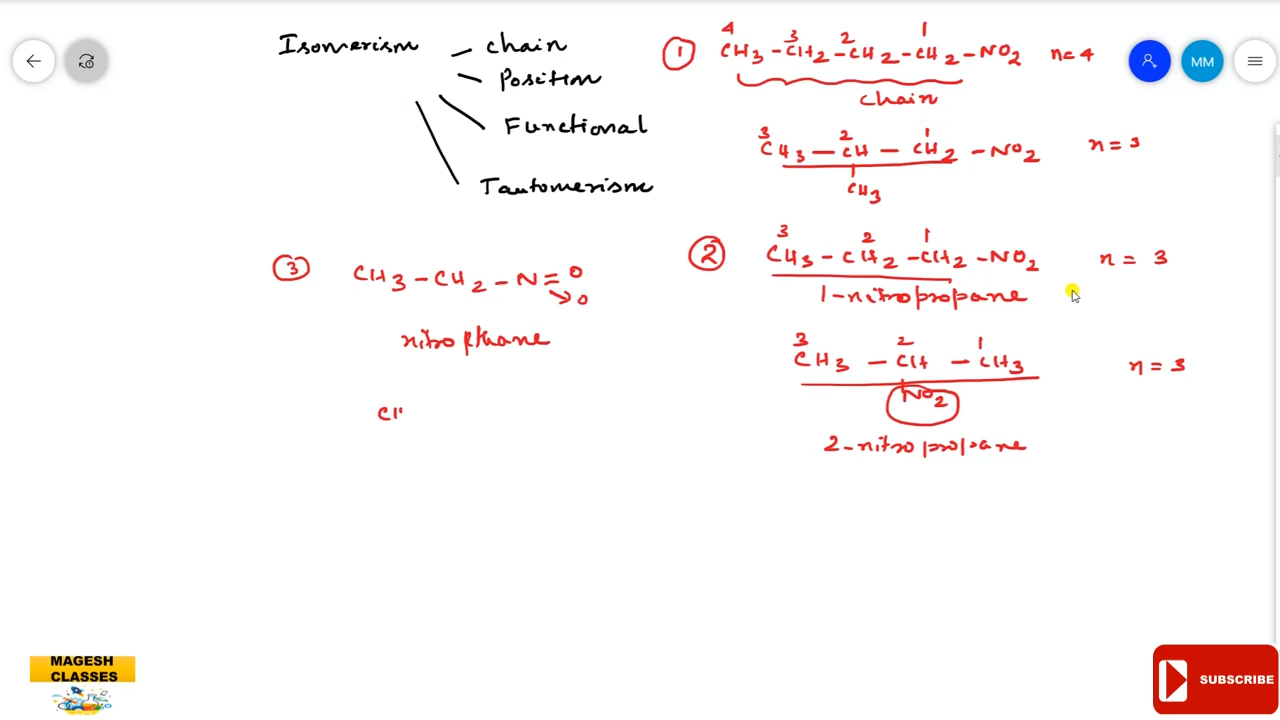 Isomerism
chain
Position
Functional
Tautomerism
① 4 3 2 1
CH3 - CH2 - CH2 - CH2 - NO2 n=4
chain
3 2 1
CH3 — CH — CH2 - NO2 n=3
CH3
② 3 2 1
CH3 - CH2 - CH2 - NO2 n = 3
1-nitropropane
3 2 1
CH3 — CH — CH3 n = 3
NO2
2-nitropropane
③ CH3 - CH2 - N = O
→ O
nitroethane
CH
MM
MAGESH
CLASSES
SUBSCRIBE